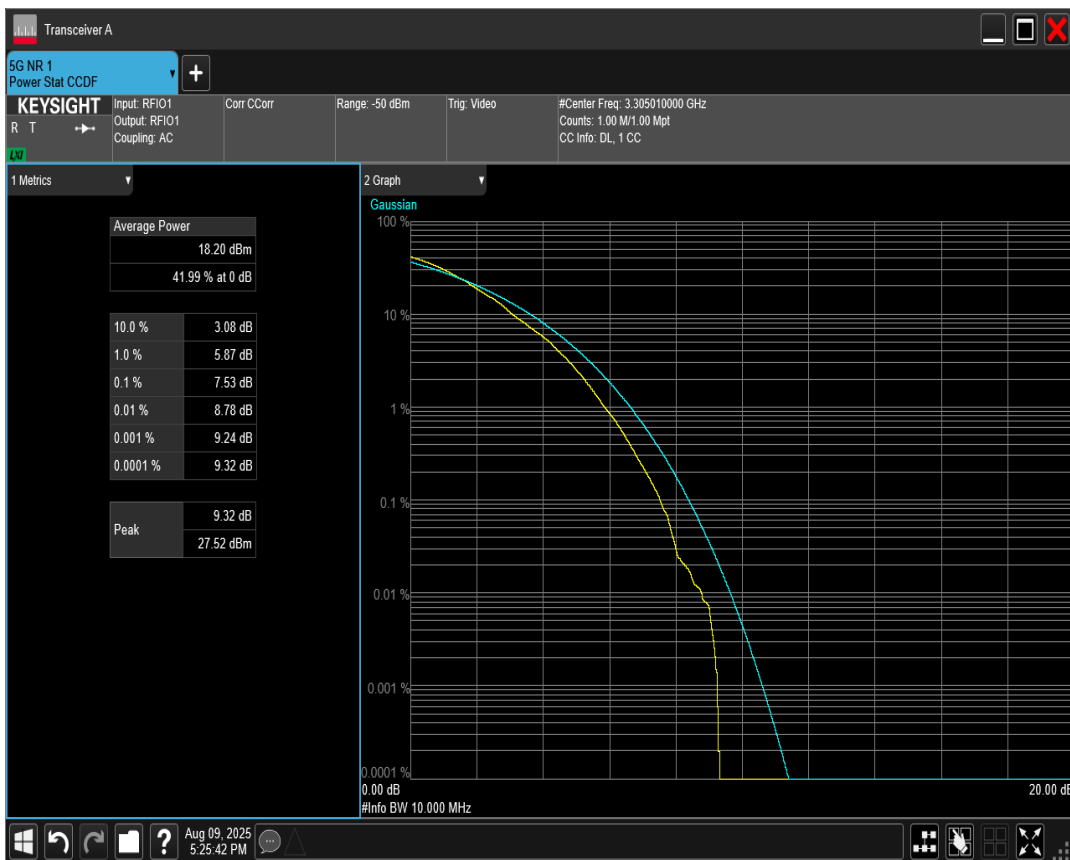 Transceiver A
5G NR 1
Power Stat CCDF
KEYSIGHT
R T
LXI
Input: RFIO1
Output: RFIO1
Coupling: AC
Corr CCorr
Range: -50 dBm
Trig: Video
#Center Freq: 3.305010000 GHz
Counts: 1.00 M/1.00 Mpt
CC Info: DL, 1 CC
1 Metrics
Average Power
18.20 dBm
41.99 % at 0 dB
10.0 % 3.08 dB
1.0 % 5.87 dB
0.1 % 7.53 dB
0.01 % 8.78 dB
0.001 % 9.24 dB
0.0001 % 9.32 dB
Peak 9.32 dB
27.52 dBm
2 Graph
Gaussian
100 %
10 %
1 %
0.1 %
0.01 %
0.001 %
0.0001 %
0.00 dB
20.00 dB
#Info BW 10.000 MHz
?
Aug 09, 2025
5:25:42 PM